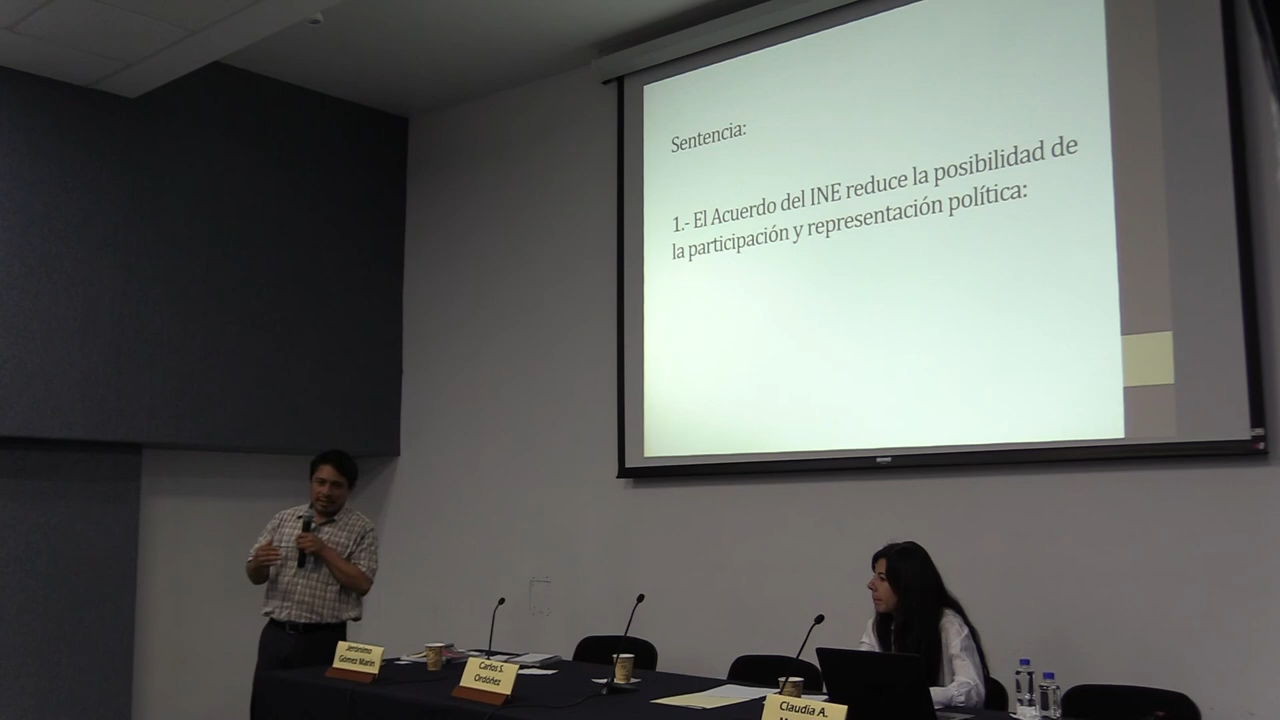 Sentencia:
1.- El Acuerdo del INE reduce la posibilidad de
la participación y representación política:
Jerónimo
Gómez Marín
Carlos S.
Ordóñez
Claudia A.